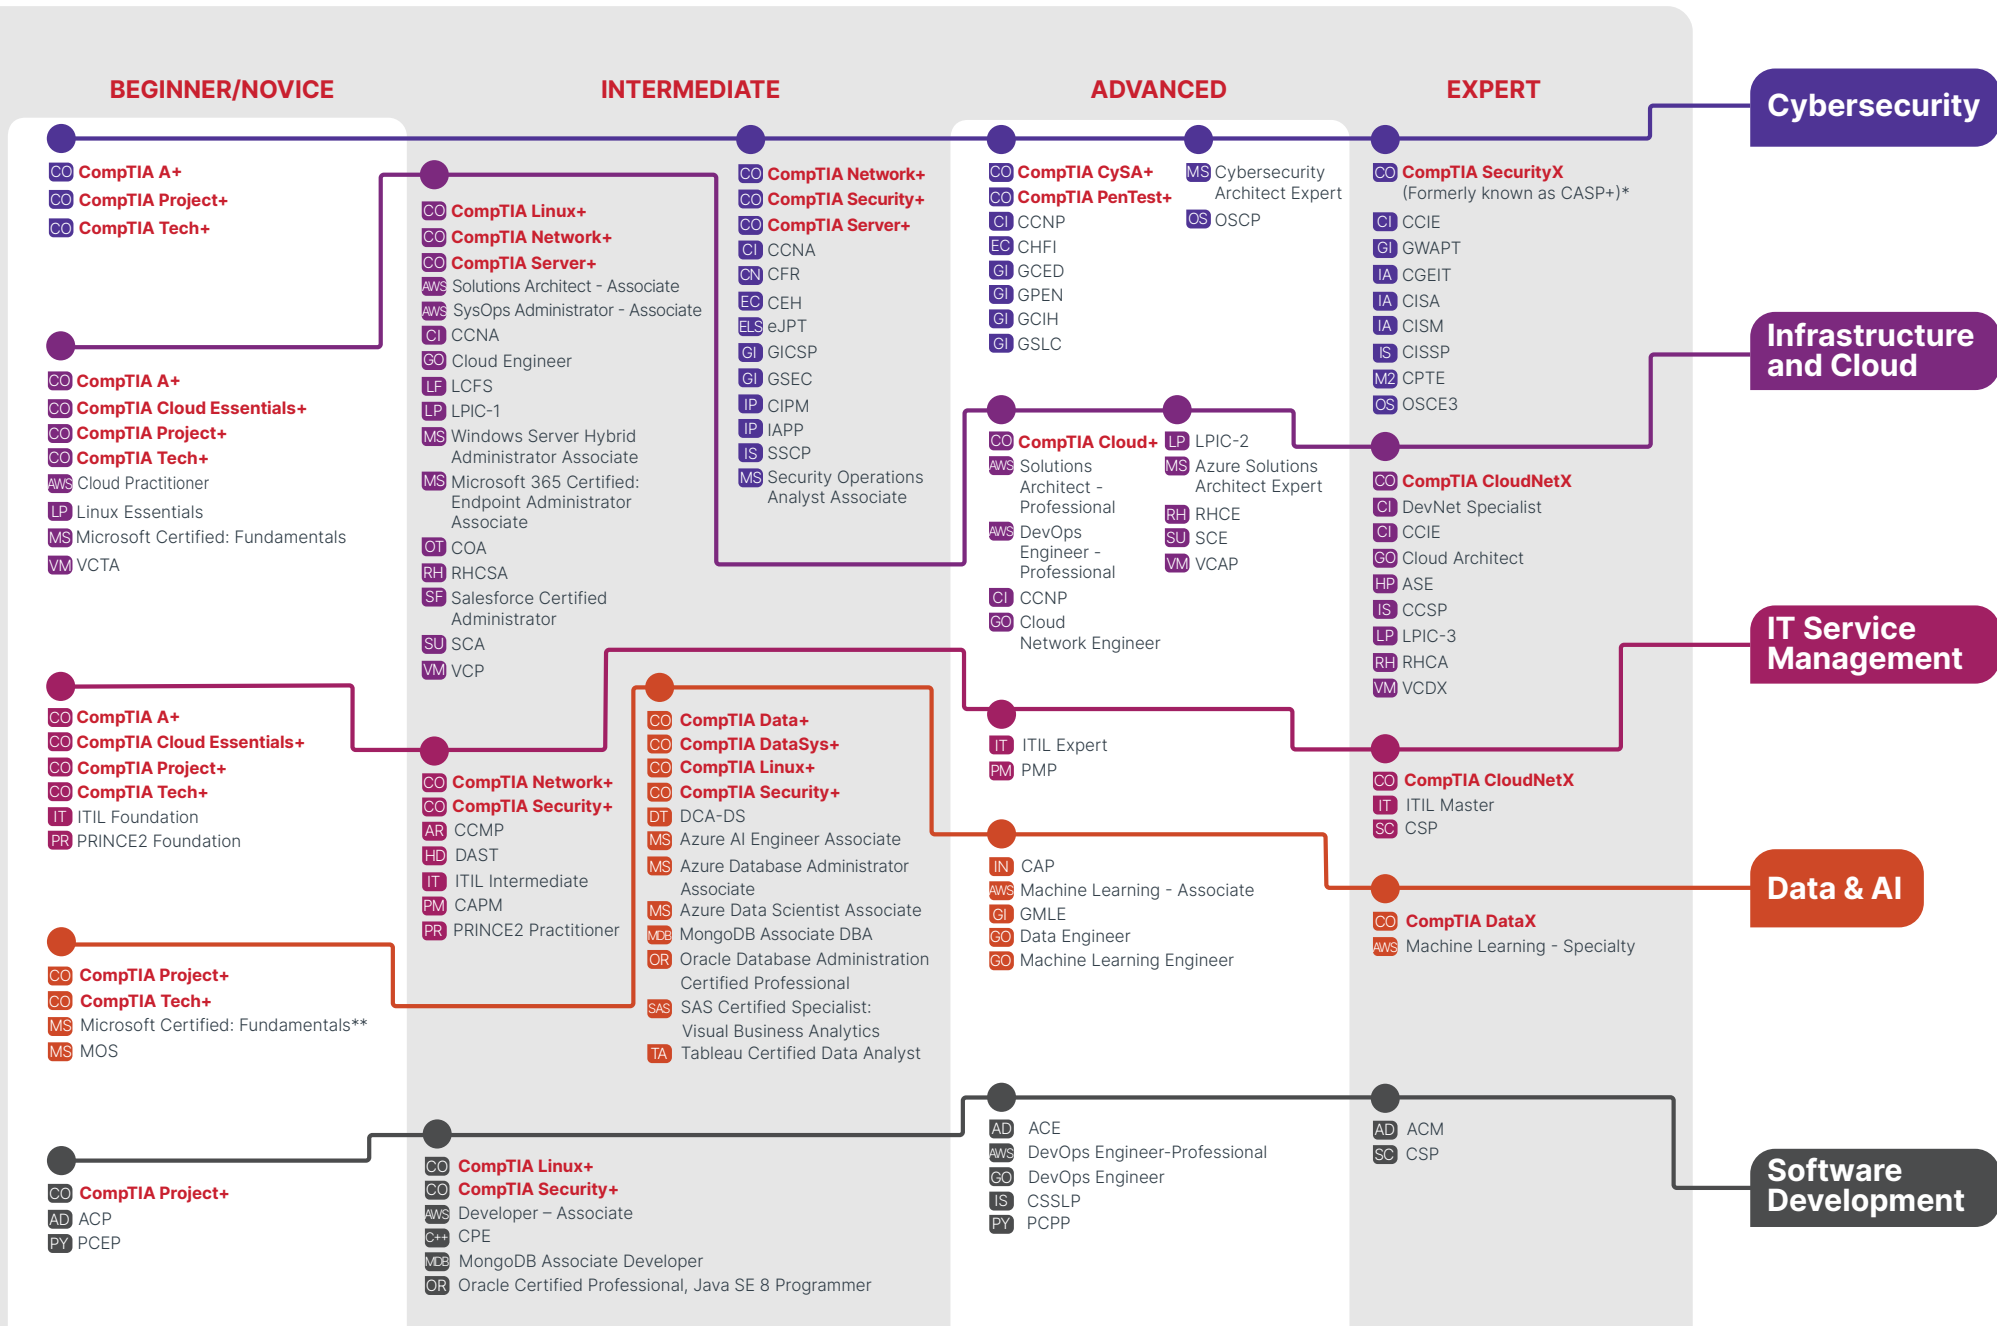 BEGINNER/NOVICE
INTERMEDIATE
ADVANCED
EXPERT
Cybersecurity
CO CompTIA A+
CO CompTIA Project+
CO CompTIA Tech+
CO CompTIA Network+
CO CompTIA Security+
CO CompTIA Server+
CI CCNA
CN CFR
EC CEH
ELS eJPT
GI GICSP
GI GSEC
IP CIPM
IP IAPP
IS SSCP
MS Security Operations
Analyst Associate
CO CompTIA CySA+
CO CompTIA PenTest+
CI CCNP
EC CHFI
GI GCED
GI GPEN
GI GCIH
GI GSLC
MS Cybersecurity
Architect Expert
OS OSCP
CO CompTIA SecurityX
(Formerly known as CASP+)*
CI CCIE
GI GWAPT
IA CGEIT
IA CISA
IA CISM
IS CISSP
M2 CPTE
OS OSCE3
Infrastructure
and Cloud
CO CompTIA A+
CO CompTIA Cloud Essentials+
CO CompTIA Project+
CO CompTIA Tech+
AWS Cloud Practitioner
LP Linux Essentials
MS Microsoft Certified: Fundamentals
VM VCTA
CO CompTIA Linux+
CO CompTIA Network+
CO CompTIA Server+
AWS Solutions Architect - Associate
AWS SysOps Administrator - Associate
CI CCNA
GO Cloud Engineer
LF LCFS
LP LPIC-1
MS Windows Server Hybrid
Administrator Associate
MS Microsoft 365 Certified:
Endpoint Administrator
Associate
OT COA
RH RHCSA
SF Salesforce Certified
Administrator
SU SCA
VM VCP
CO CompTIA Cloud+
AWS Solutions
Architect -
Professional
AWS DevOps
Engineer -
Professional
CI CCNP
GO Cloud
Network Engineer
LP LPIC-2
MS Azure Solutions
Architect Expert
RH RHCE
SU SCE
VM VCAP
CO CompTIA CloudNetX
CI DevNet Specialist
CI CCIE
GO Cloud Architect
HP ASE
IS CCSP
LP LPIC-3
RH RHCA
VM VCDX
IT Service
Management
CO CompTIA A+
CO CompTIA Cloud Essentials+
CO CompTIA Project+
CO CompTIA Tech+
IT ITIL Foundation
PR PRINCE2 Foundation
CO CompTIA Network+
CO CompTIA Security+
AR CCMP
HD DAST
IT ITIL Intermediate
PM CAPM
PR PRINCE2 Practitioner
IT ITIL Expert
PM PMP
CO CompTIA CloudNetX
IT ITIL Master
SC CSP
Data & AI
CO CompTIA Project+
CO CompTIA Tech+
MS Microsoft Certified: Fundamentals**
MS MOS
CO CompTIA Data+
CO CompTIA DataSys+
CO CompTIA Linux+
CO CompTIA Security+
DT DCA-DS
MS Azure AI Engineer Associate
MS Azure Database Administrator
Associate
MS Azure Data Scientist Associate
MDB MongoDB Associate DBA
OR Oracle Database Administration
Certified Professional
SAS SAS Certified Specialist:
Visual Business Analytics
TA Tableau Certified Data Analyst
IN CAP
AWS Machine Learning - Associate
GI GMLE
GO Data Engineer
GO Machine Learning Engineer
CO CompTIA DataX
AWS Machine Learning - Specialty
Software
Development
CO CompTIA Project+
AD ACP
PY PCEP
CO CompTIA Linux+
CO CompTIA Security+
AWS Developer – Associate
C++ CPE
MDB MongoDB Associate Developer
OR Oracle Certified Professional, Java SE 8 Programmer
AD ACE
AWS DevOps Engineer-Professional
GO DevOps Engineer
IS CSSLP
PY PCPP
AD ACM
SC CSP